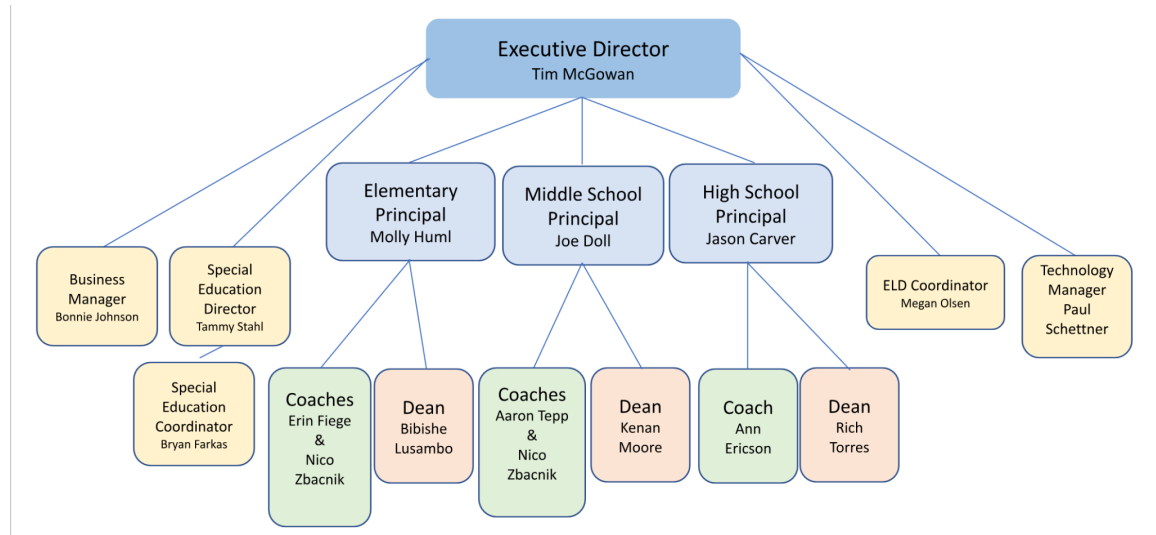 Executive Director
Tim McGowan
Elementary
Principal
Molly Huml
Middle School
Principal
Joe Doll
High School
Principal
Jason Carver
Business
Manager
Bonnie Johnson
Special
Education
Director
Tammy Stahl
ELD Coordinator
Megan Olsen
Technology
Manager
Paul
Schettner
Special
Education
Coordinator
Bryan Farkas
Coaches
Erin Fiege
&
Nico
Zbacnik
Dean
Bibishe
Lusambo
Coaches
Aaron Tepp
&
Nico
Zbacnik
Dean
Kenan
Moore
Coach
Ann
Ericson
Dean
Rich
Torres